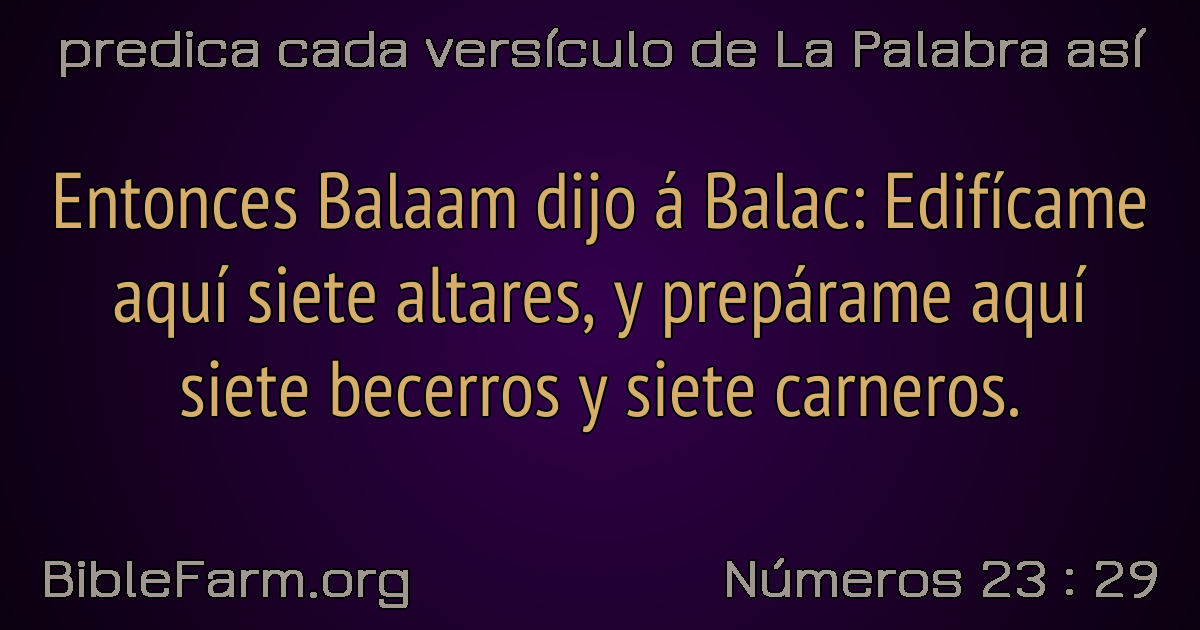 predica cada versículo de La Palabra así
Entonces Balaam dijo á Balac: Edifícame
aquí siete altares, y prepárame aquí
siete becerros y siete carneros.
BibleFarm.org
Números 23 : 29